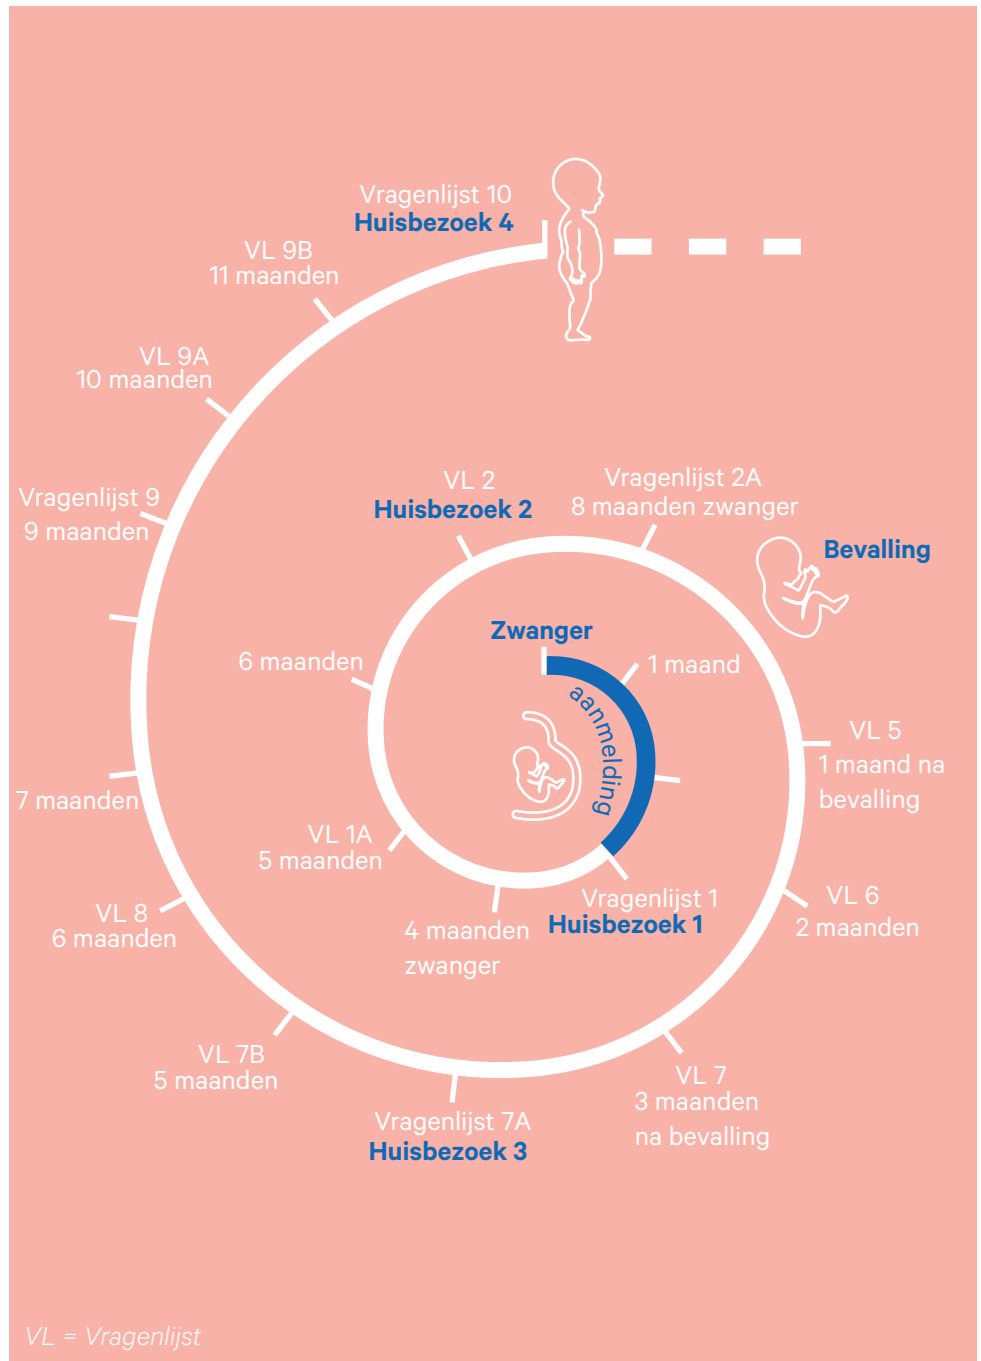 Zwanger
1 maand
aanmelding
Vragenlijst 1
Huisbezoek 1
4 maanden
zwanger
VL 1A
5 maanden
6 maanden
VL 2
Huisbezoek 2
Vragenlijst 2A
8 maanden zwanger
Bevalling
VL 5
1 maand na
bevalling
VL 6
2 maanden
VL 7
3 maanden
na bevalling
Vragenlijst 7A
Huisbezoek 3
VL 7B
5 maanden
VL 8
6 maanden
7 maanden
Vragenlijst 9
9 maanden
VL 9A
10 maanden
VL 9B
11 maanden
Vragenlijst 10
Huisbezoek 4
VL = Vragenlijst